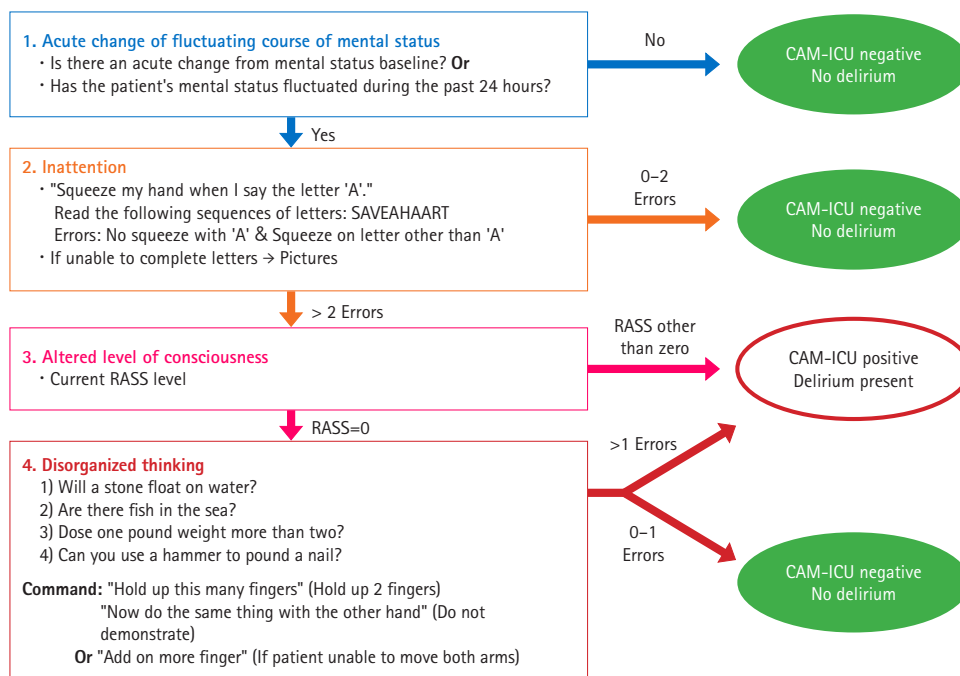 1. Acute change of fluctuating course of mental status
· Is there an acute change from mental status baseline? Or
· Has the patient's mental status fluctuated during the past 24 hours?
No
CAM-ICU negative
No delirium
Yes
2. Inattention
· "Squeeze my hand when I say the letter 'A'."
Read the following sequences of letters: SAVEAHAART
Errors: No squeeze with 'A' & Squeeze on letter other than 'A'
· If unable to complete letters → Pictures
0–2
Errors
CAM-ICU negative
No delirium
> 2 Errors
3. Altered level of consciousness
· Current RASS level
RASS other
than zero
CAM-ICU positive
Delirium present
RASS=0
4. Disorganized thinking
1) Will a stone float on water?
2) Are there fish in the sea?
3) Dose one pound weight more than two?
4) Can you use a hammer to pound a nail?
Command: "Hold up this many fingers" (Hold up 2 fingers)
"Now do the same thing with the other hand" (Do not
demonstrate)
Or "Add on more finger" (If patient unable to move both arms)
>1 Errors
0–1
Errors
CAM-ICU negative
No delirium